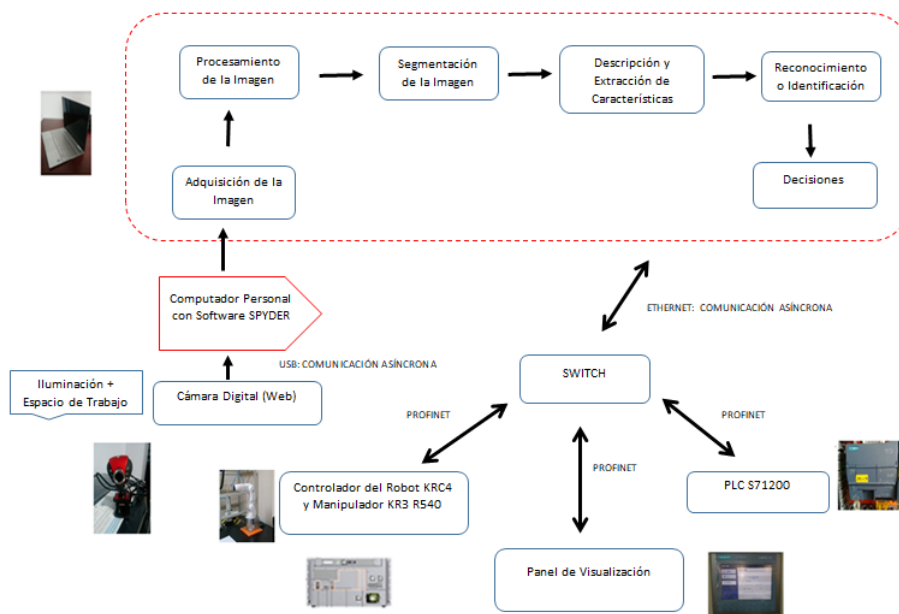 Procesamiento
de la Imagen
Segmentación
de la Imagen
Descripción y
Extracción de
Características
Reconocimiento
o Identificación
Adquisición de la
Imagen
Decisiones
Computador Personal
con Software SPYDER
ETHERNET: COMUNICACIÓN ASÍNCRONA
USB: COMUNICACIÓN ASÍNCRONA
SWITCH
Iluminación +
Espacio de Trabajo
Cámara Digital (Web)
PROFINET
PROFINET
PROFINET
Controlador del Robot KRC4
y Manipulador KR3 R540
PLC S71200
Panel de Visualización